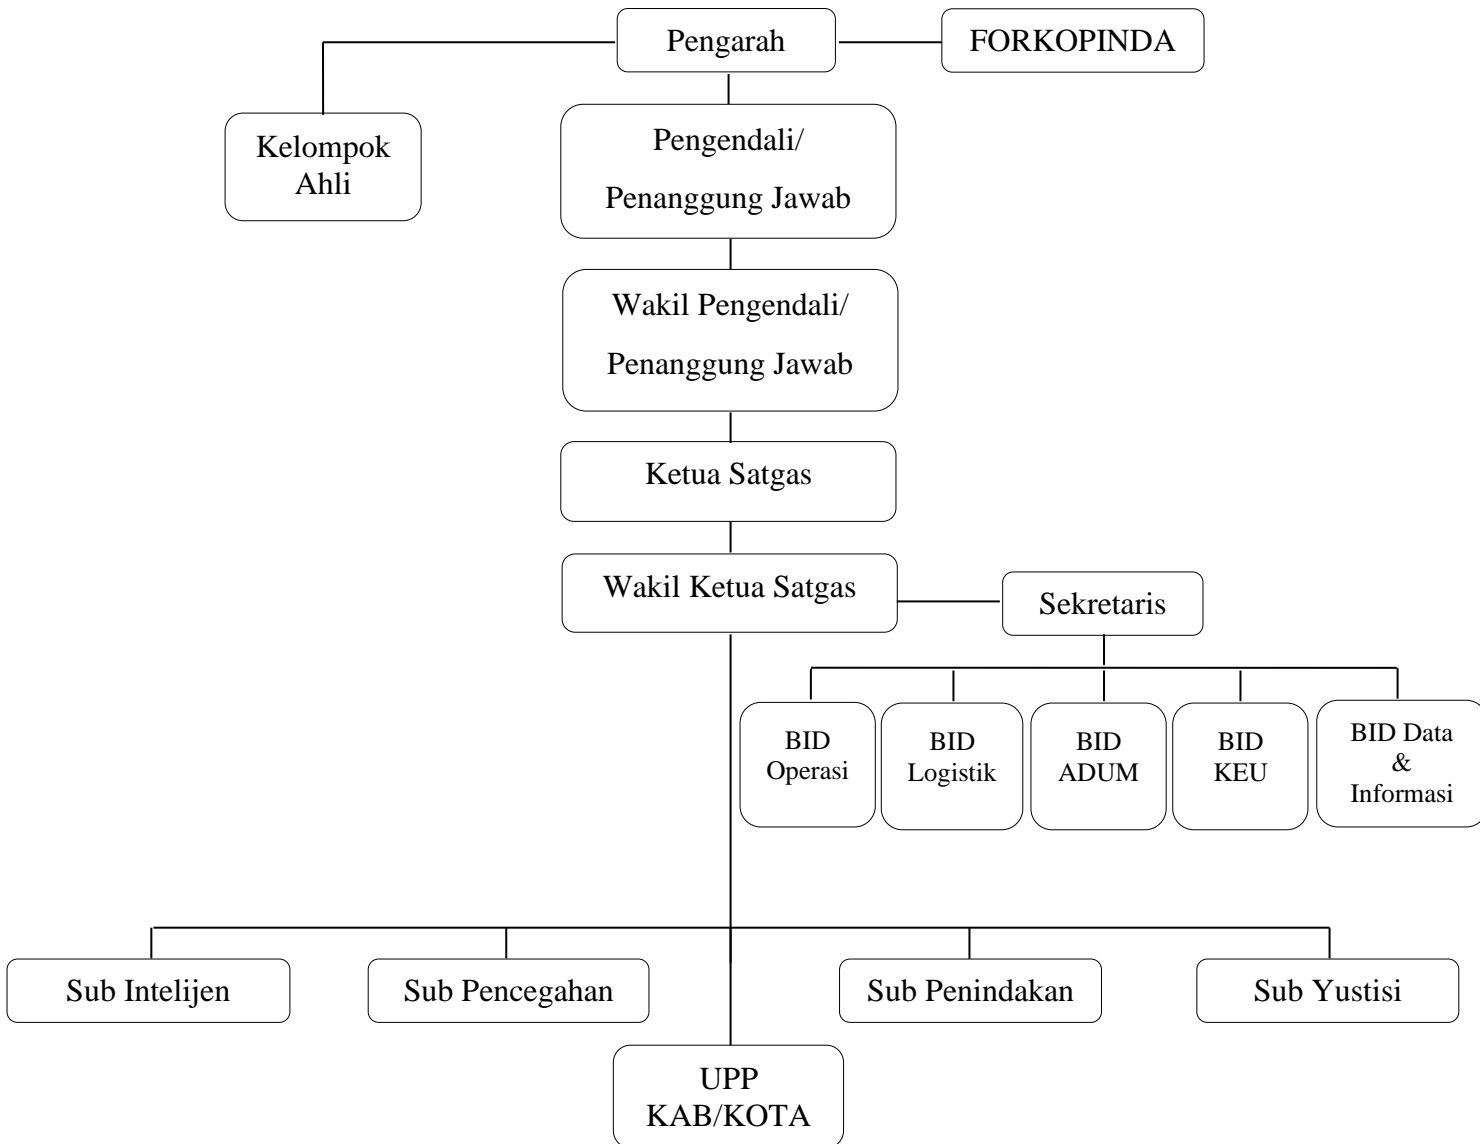 Pengarah
FORKOPINDA
Kelompok
Ahli
Pengendali/
Penanggung Jawab
Wakil Pengendali/
Penanggung Jawab
Ketua Satgas
Wakil Ketua Satgas
Sekretaris
BID
Operasi
BID
Logistik
BID
ADUM
BID
KEU
BID Data
&
Informasi
Sub Intelijen
Sub Pencegahan
Sub Penindakan
Sub Yustisi
UPP
KAB/KOTA